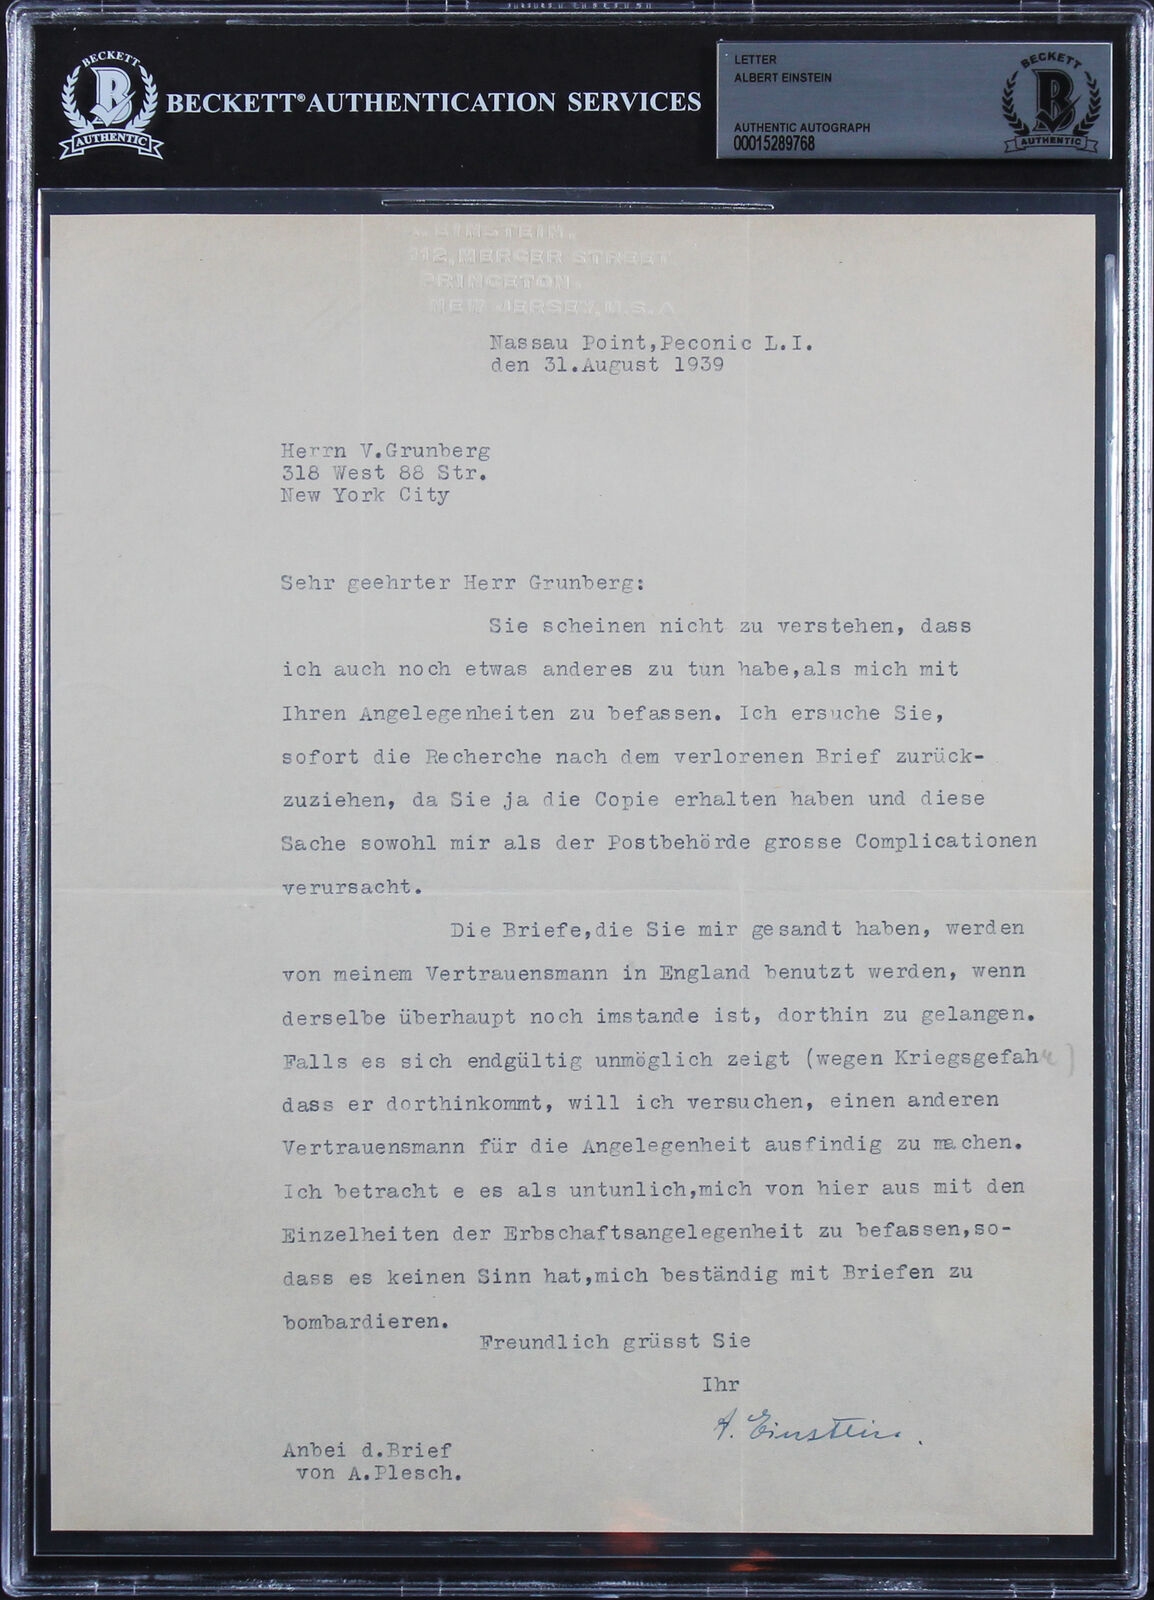 BECKETT
B
AUTHENTIC
BECKETT® AUTHENTICATION SERVICES
LETTER
ALBERT EINSTEIN
AUTHENTIC AUTOGRAPH
00015289768
BECKETT
B
AUTHENTIC
A. EINSTEIN.
112, MERCER STREET
PRINCETON.
NEW JERSEY, U.S.A
Nassau Point,Peconic L.I.
den 31.August 1939
Herrn V.Grunberg
318 West 88 Str.
New York City
Sehr geehrter Herr Grunberg:
Sie scheinen nicht zu verstehen, dass
ich auch noch etwas anderes zu tun habe,als mich mit
Ihren Angelegenheiten zu befassen. Ich ersuche Sie,
sofort die Recherche nach dem verlorenen Brief zurück-
zuziehen, da Sie ja die Copie erhalten haben und diese
Sache sowohl mir als der Postbehörde grosse Complicationen
verursacht.
Die Briefe,die Sie mir gesandt haben, werden
von meinem Vertrauensmann in England benutzt werden, wenn
derselbe überhaupt noch imstande ist, dorthin zu gelangen.
Falls es sich endgültig unmöglich zeigt (wegen Kriegsgefahr)
dass er dorthinkommt, will ich versuchen, einen anderen
Vertrauensmann für die Angelegenheit ausfindig zu machen.
Ich betracht e es als untunlich,mich von hier aus mit den
Einzelheiten der Erbschaftsangelegenheit zu befassen,so-
dass es keinen Sinn hat,mich beständig mit Briefen zu
bombardieren.
Freundlich grüsst Sie
Ihr
A. Einstein.
Anbei d.Brief
von A.Plesch.